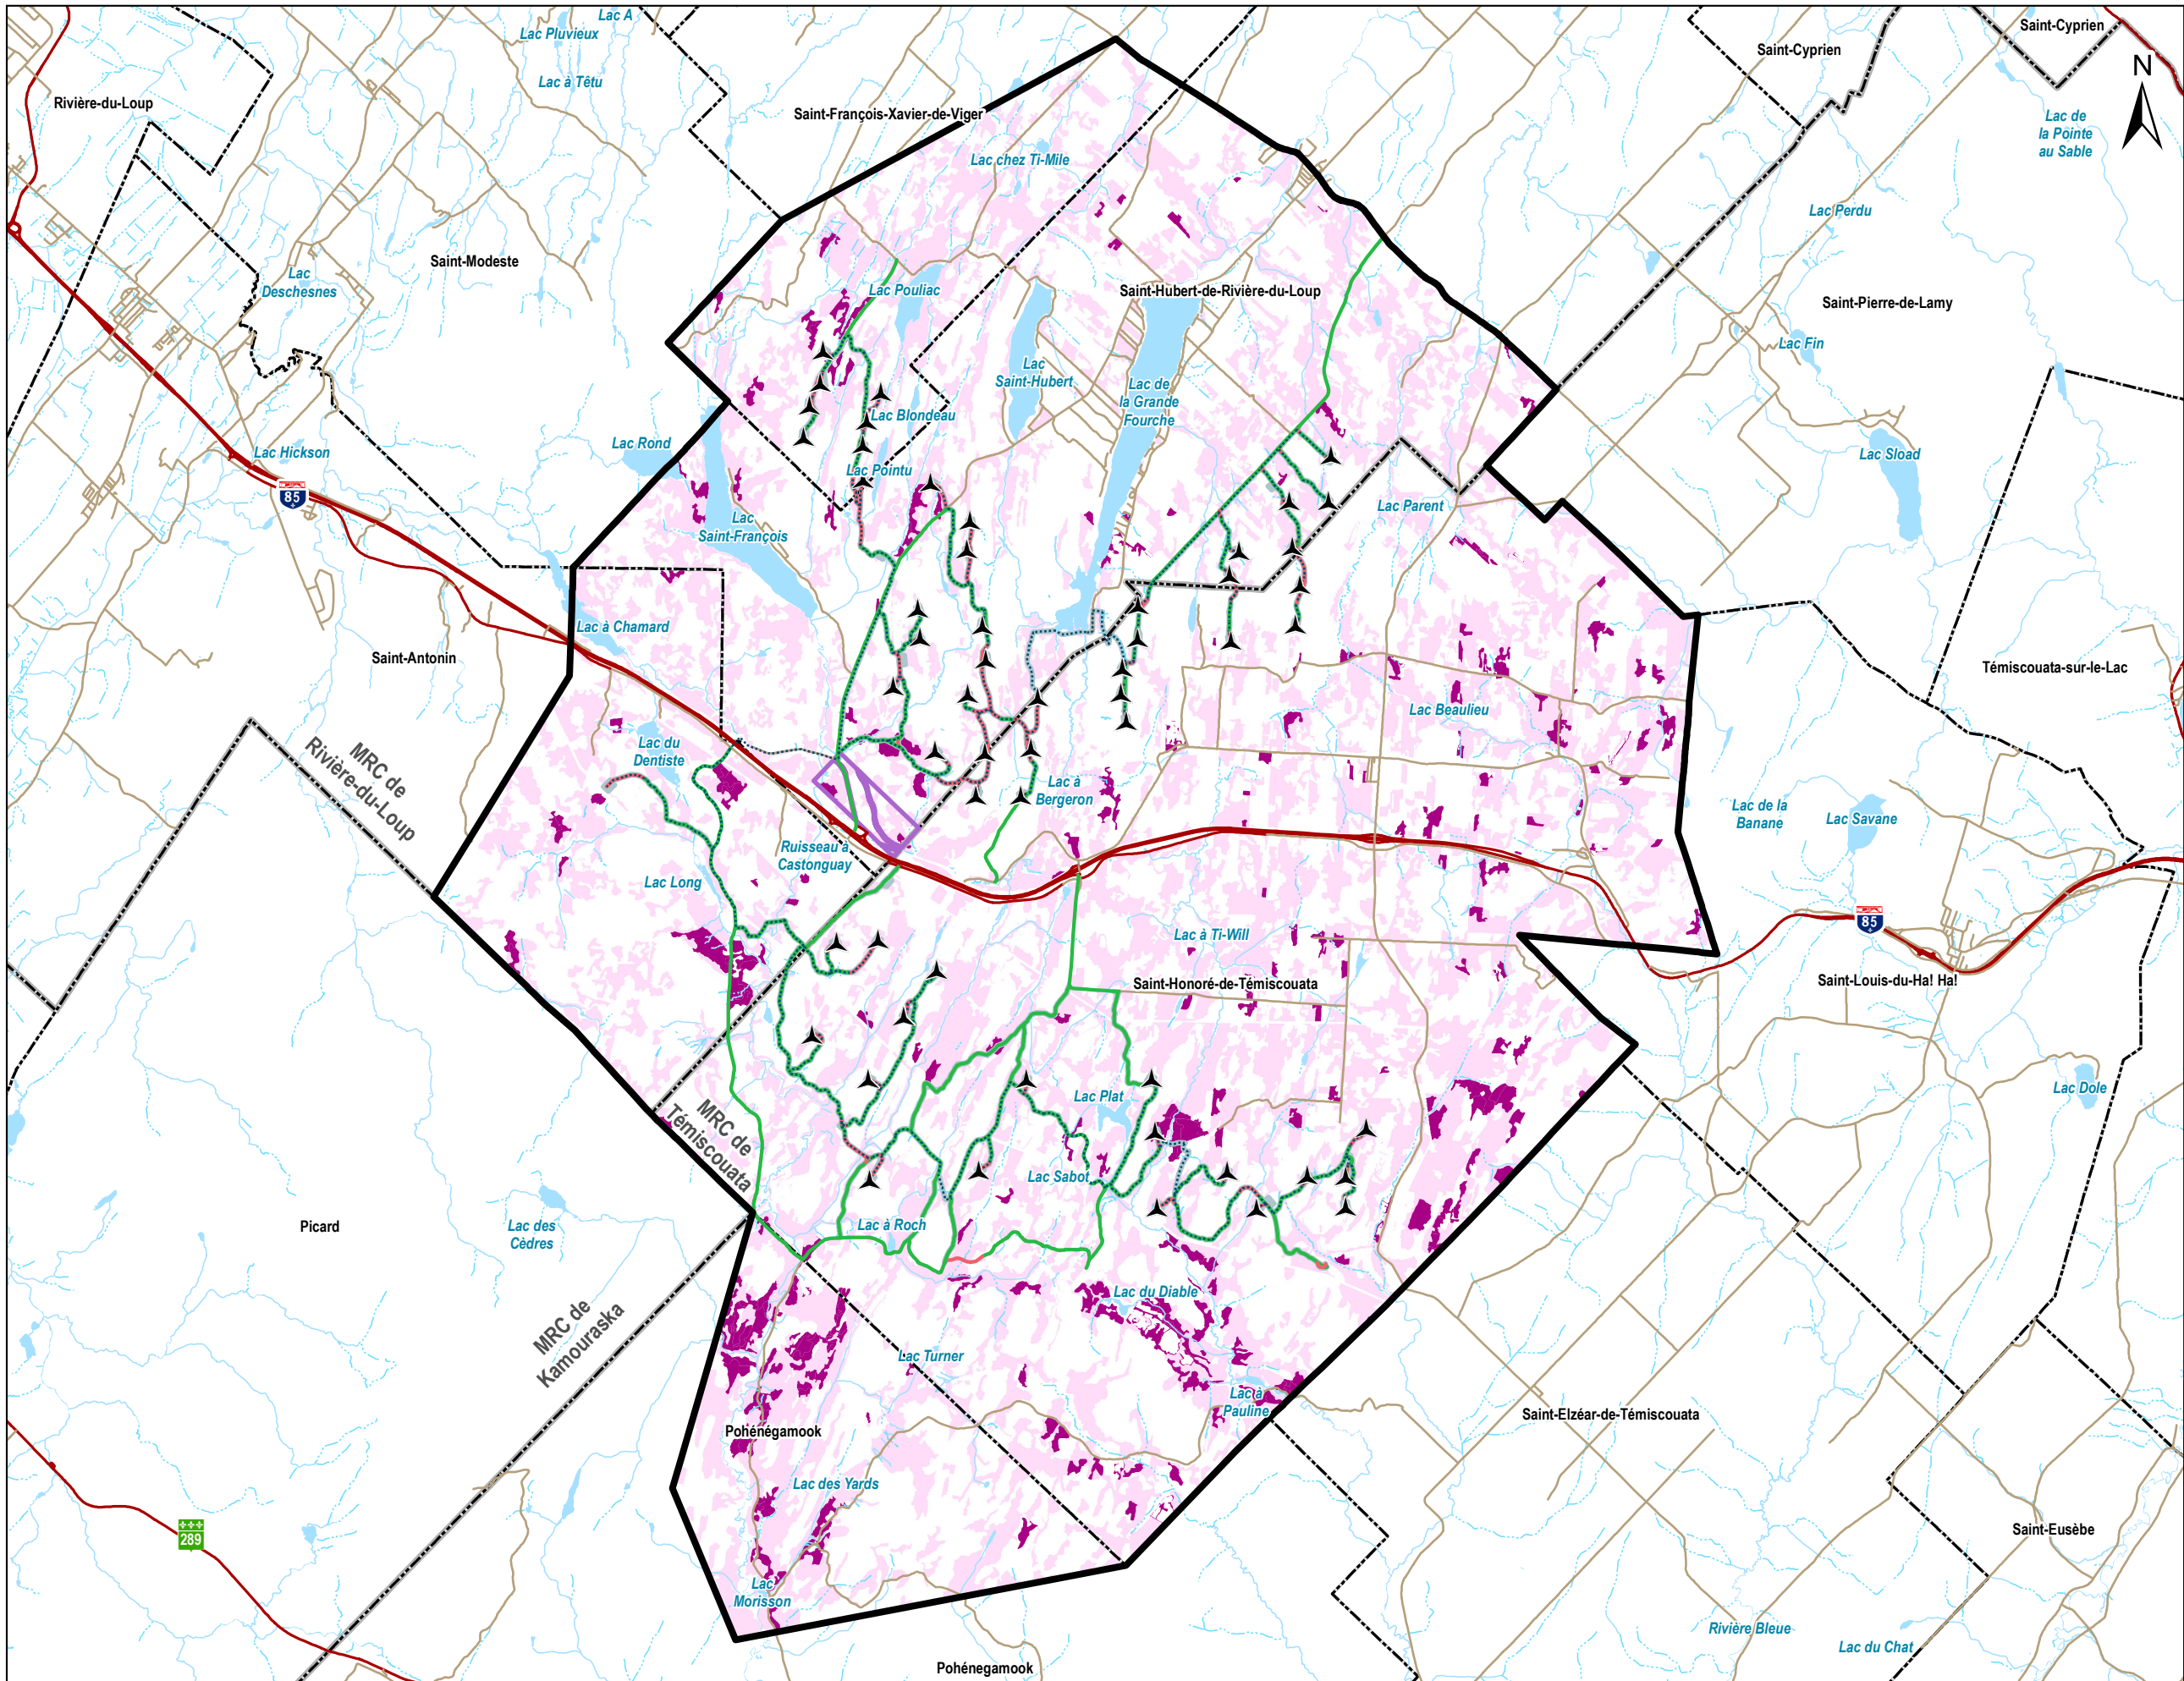 Lac A
Lac Pluvieux
Saint-Cyprien
Saint-Cyprien
N
Lac à Têtu
Rivière-du-Loup
Saint-François-Xavier-de-Viger
Lac de
la Pointe
au Sable
Lac chez Ti-Mile
Lac Perdu
Saint-Modeste
Lac
Deschesnes
Lac Pouliac
Saint-Hubert-de-Rivière-du-Loup
Saint-Pierre-de-Lamy
Lac Fin
Lac
Saint-Hubert
Lac de
la Grande
Fourche
Lac Blondeau
Lac Rond
Lac Hickson
Lac Sload
Lac Pointu
85
Lac Parent
Lac
Saint-François
Lac à Chamard
Saint-Antonin
Témiscouata-sur-le-Lac
Lac Beaulieu
Lac du
Dentiste
MRC de
Rivière-du-Loup
Lac à
Bergeron
Lac de la
Banane
Lac Savane
Ruisseau à
Castonguay
Lac Long
85
Lac à Ti-Will
Saint-Honoré-de-Témiscouata
Saint-Louis-du-Ha! Ha!
Lac Dole
Lac Plat
MRC de
Témiscouata
Lac Sabot
Picard
Lac des
Cèdres
Lac à Roch
Lac du Diable
MRC de
Kamouraska
Lac Turner
Lac à
Pauline
Saint-Elzéar-de-Témiscouata
Pohénégamook
Lac des Yards
289
Saint-Eusèbe
Lac
Morisson
Rivière Bleue
Lac du Chat
Pohénegamook